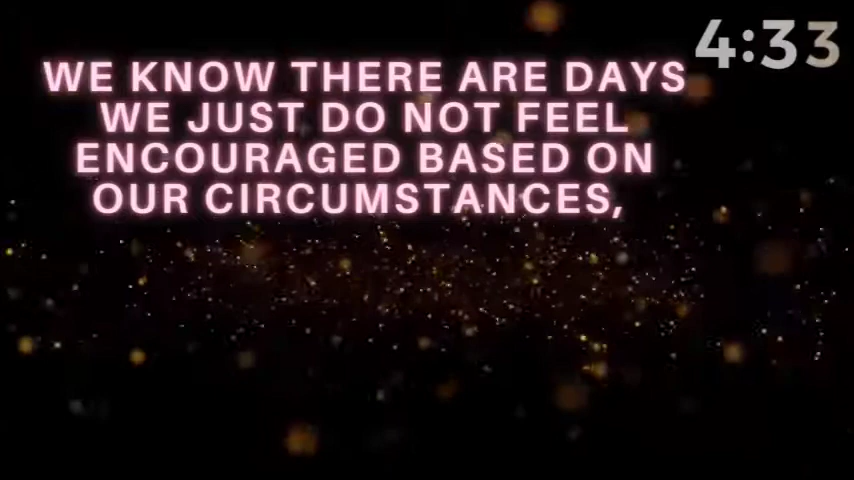 4:33
WE KNOW THERE ARE DAYS
WE JUST DO NOT FEEL
ENCOURAGED BASED ON
OUR CIRCUMSTANCES,